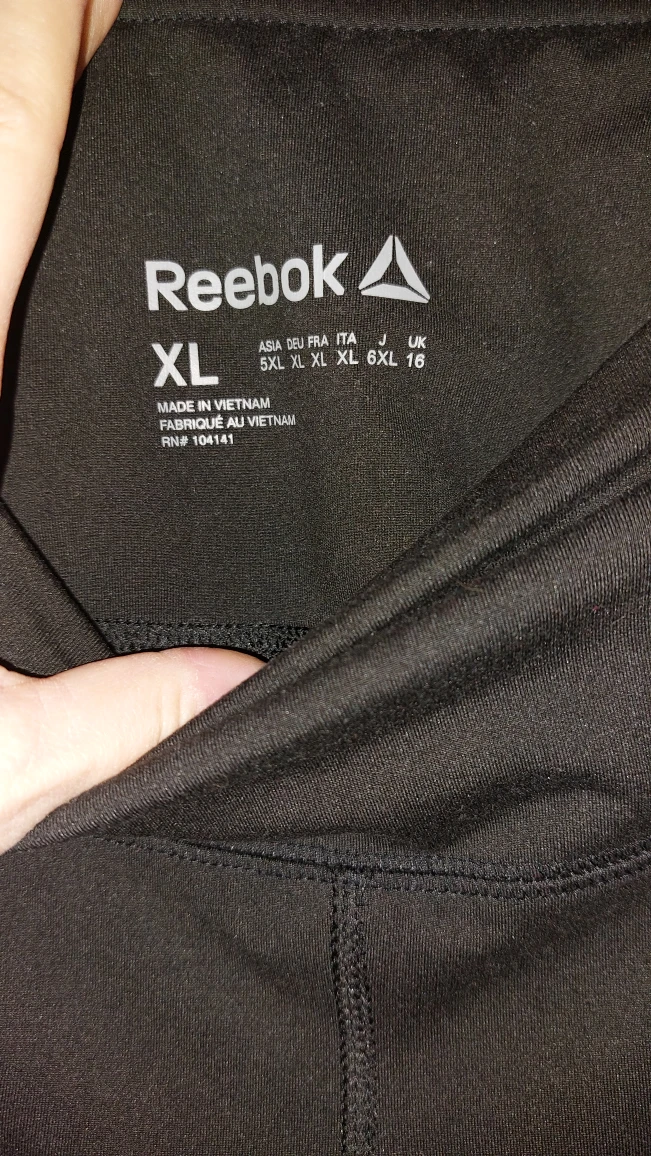 Reebok
XL
ASIA DEU FRA ITA J UK
5XL XL XL XL 6XL 16
MADE IN VIETNAM
FABRIQUÉ AU VIETNAM
RN# 104141